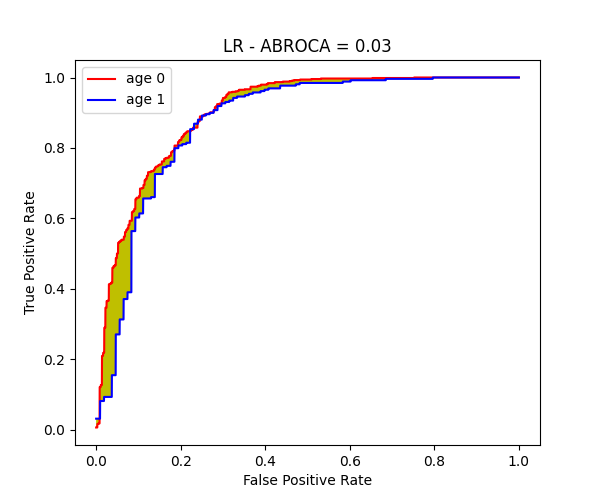 LR - ABROCA = 0.03
age 0
age 1
True Positive Rate
1.0
0.8
0.6
0.4
0.2
0.0
0.0 0.2 0.4 0.6 0.8 1.0
False Positive Rate